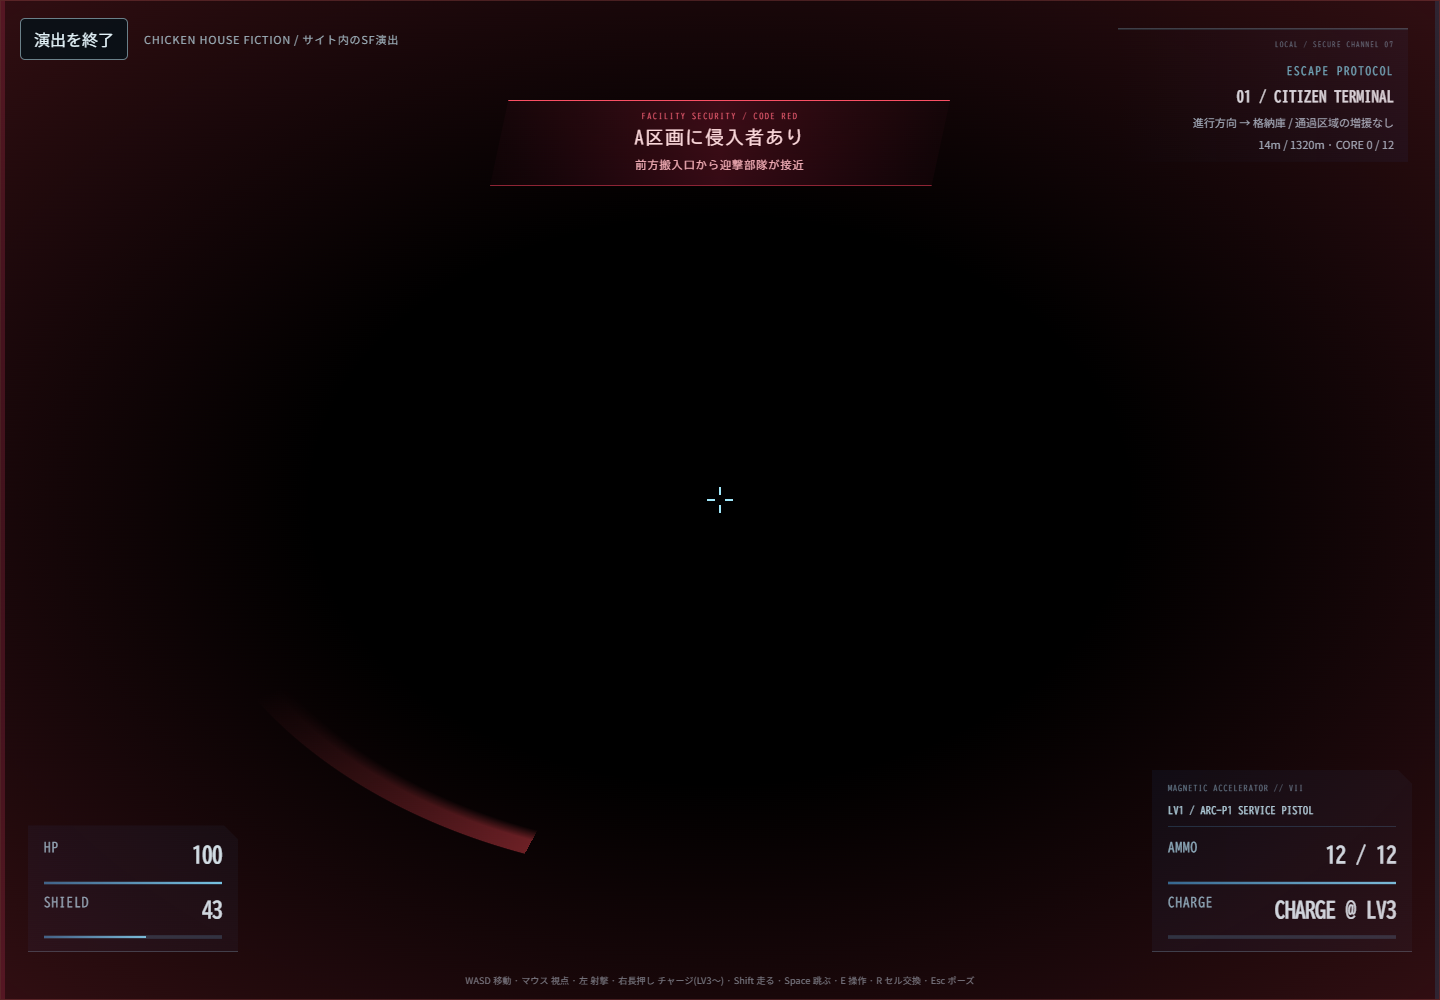 演出を終了
CHICKEN HOUSE FICTION / サイト内のSF演出
LOCAL / SECURE CHANNEL 07
ESCAPE PROTOCOL
01 / CITIZEN TERMINAL
進行方向 → 格納庫 / 通過区域の増援なし
14m / 1320m · CORE 0 / 12
FACILITY SECURITY / CODE RED
A区画に侵入者あり
前方搬入口から迎撃部隊が接近
HP
100
SHIELD
43
MAGNETIC ACCELERATOR // VII
LV1 / ARC-P1 SERVICE PISTOL
AMMO
12 / 12
CHARGE
CHARGE @ LV3
WASD 移動 · マウス 視点 · 左 射撃 · 右長押し チャージ(LV3〜) · Shift 走る · Space 跳ぶ · E 操作 · R セル交換 · Esc ポーズ